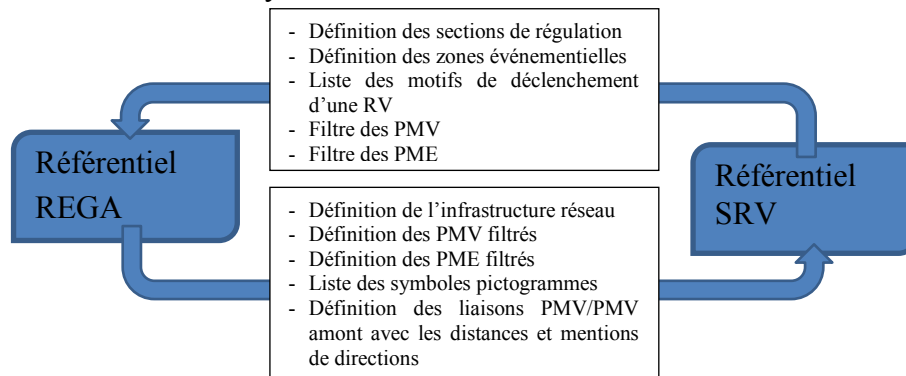 - Définition des sections de régulation
- Définition des zones événementielles
- Liste des motifs de déclenchement
d'une RV
- Filtre des PMV
- Filtre des PME
Référentiel
REGA
Référentiel
SRV
- Définition de l'infrastructure réseau
- Définition des PMV filtrés
- Définition des PME filtrés
- Liste des symboles pictogrammes
- Définition des liaisons PMV/PMV
amont avec les distances et mentions
de directions